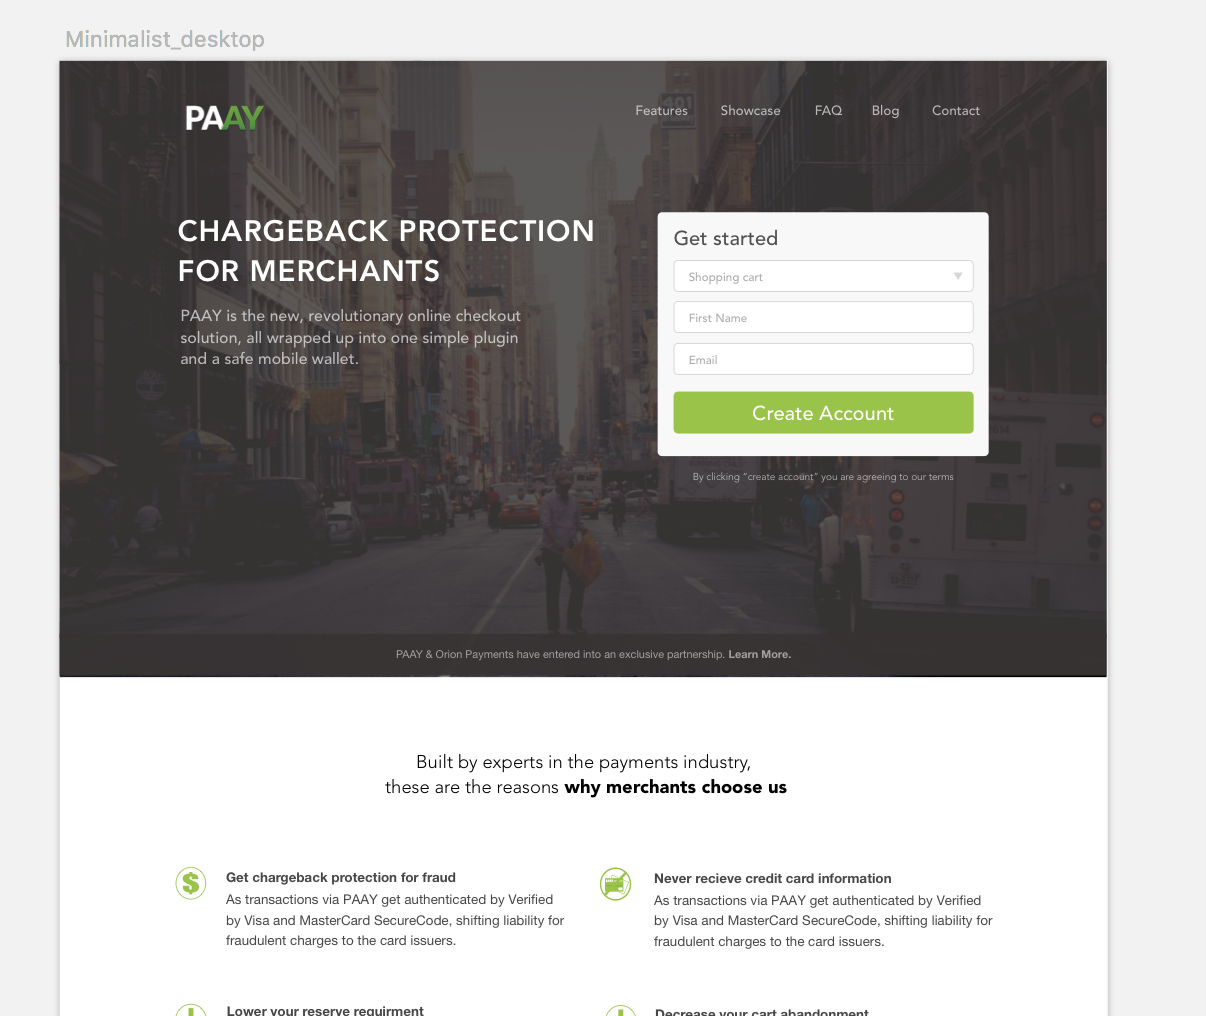 Minimalist_desktop
PAAY
Features Showcase FAQ Blog Contact
CHARGEBACK PROTECTION
FOR MERCHANTS
PAAY is the new, revolutionary online checkout
solution, all wrapped up into one simple plugin
and a safe mobile wallet.
Get started
Shopping cart
First Name
Email
Create Account
By clicking “create account” you are agreeing to our terms
PAAY & Orion Payments have entered into an exclusive partnership. Learn More.
Built by experts in the payments industry,
these are the reasons why merchants choose us
Get chargeback protection for fraud
As transactions via PAAY get authenticated by Verified
by Visa and MasterCard SecureCode, shifting liability for
fraudulent charges to the card issuers.
Never recieve credit card information
As transactions via PAAY get authenticated by Verified
by Visa and MasterCard SecureCode, shifting liability for
fraudulent charges to the card issuers.
Lower your reserve requirment
Decrease your cart abandonment